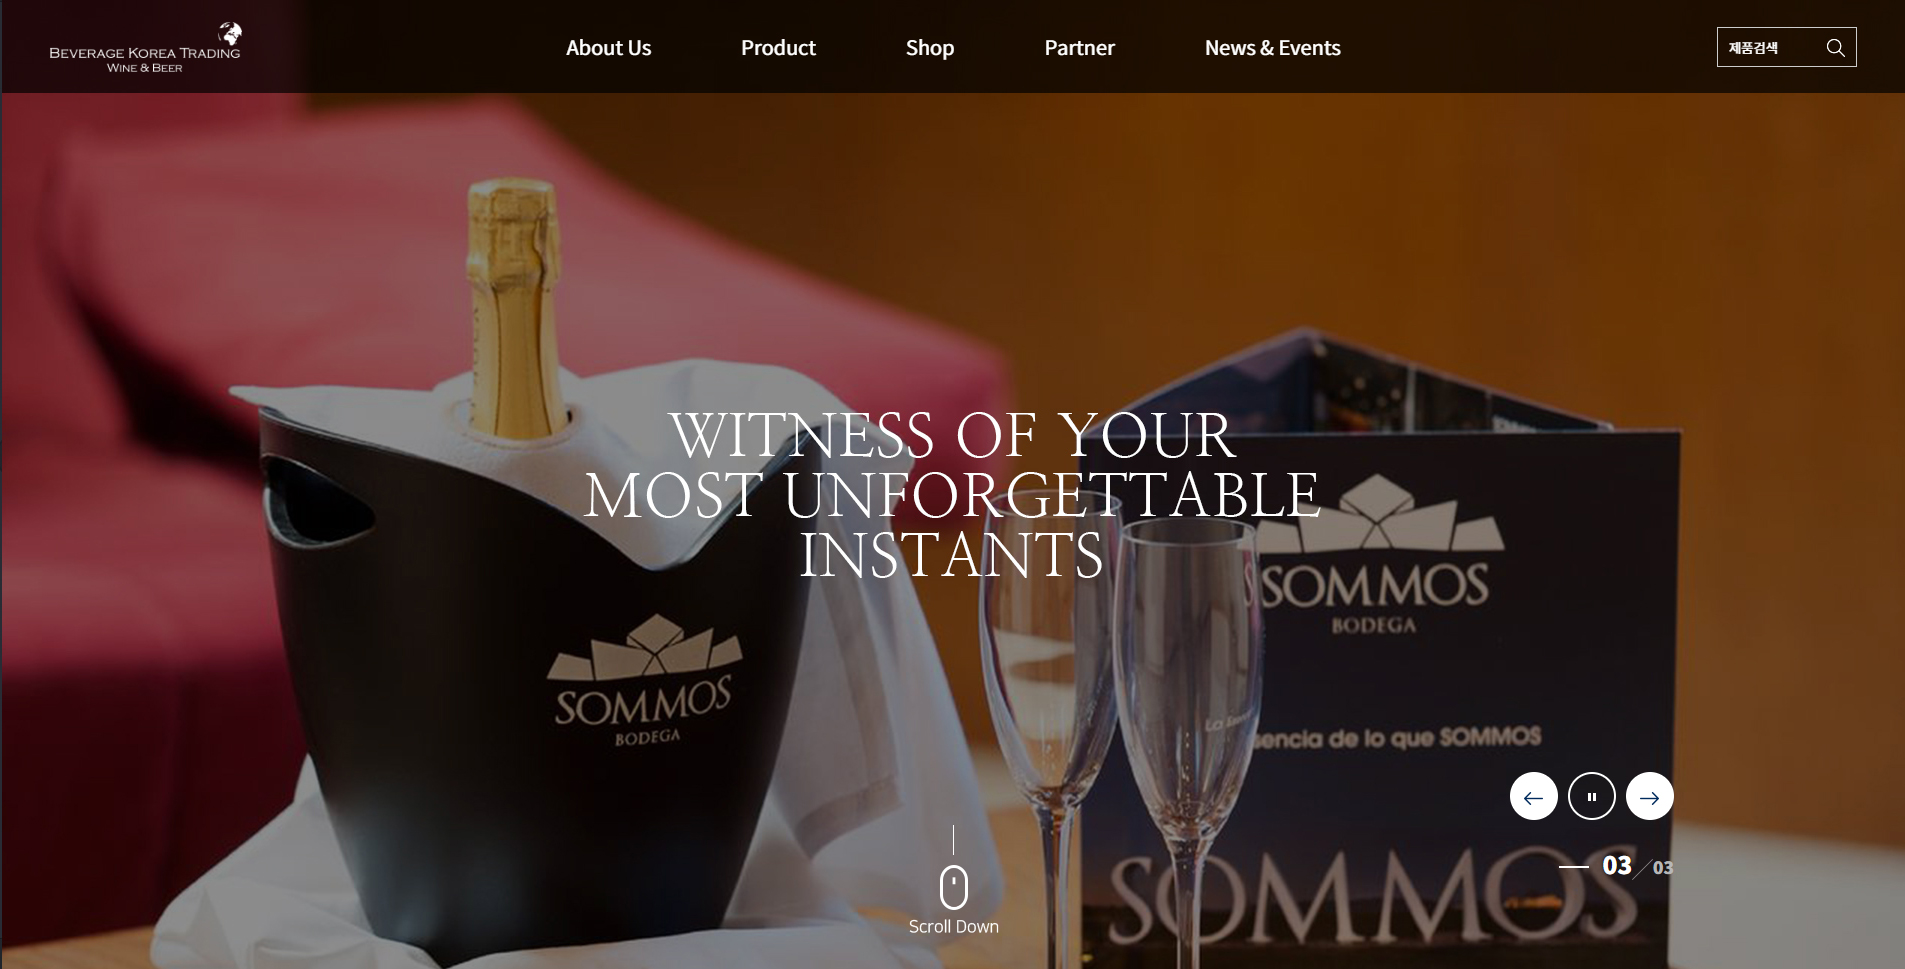 BEVERAGE KOREA TRADING
WINE & BEER
About Us
Product
Shop
Partner
News & Events
제품검색
WITNESS OF YOUR
MOST UNFORGETTABLE
INSTANTS
SOMMOS
BODEGA
SOMMOS
BODEGA
La
sencia de lo que SOMMOS
SOMMOS
03/03
Scroll Down